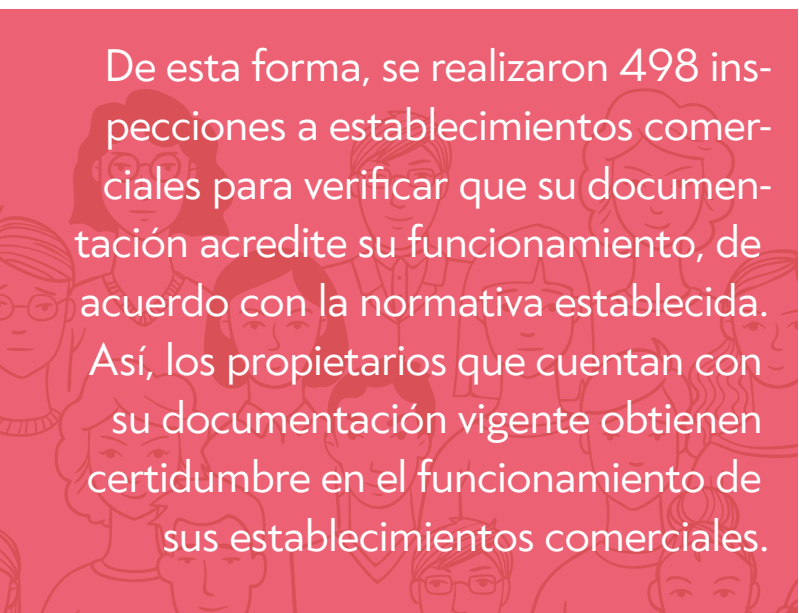 De esta forma, se realizaron 498 ins-
pecciones a establecimientos comer-
ciales para verificar que su documen-
tación acredite su funcionamiento, de
acuerdo con la normativa establecida.
Así, los propietarios que cuentan con
su documentación vigente obtienen
certidumbre en el funcionamiento de
sus establecimientos comerciales.